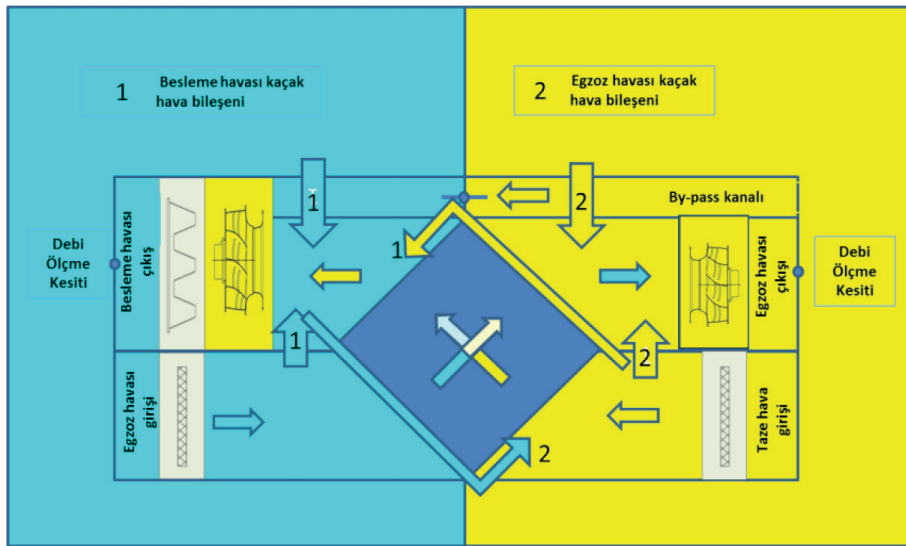 1 Besleme havası kaçak
hava bileşeni
2 Egzoz havası kaçak
hava bileşeni
1
2
By-pass kanalı
Debi
Ölçme
Kesiti
Besleme havası
çıkış
1
Egzoz havası
çıkışı
Debi
Ölçme
Kesiti
1
2
Egzoz havası
girişi
2
Taze hava
girişi